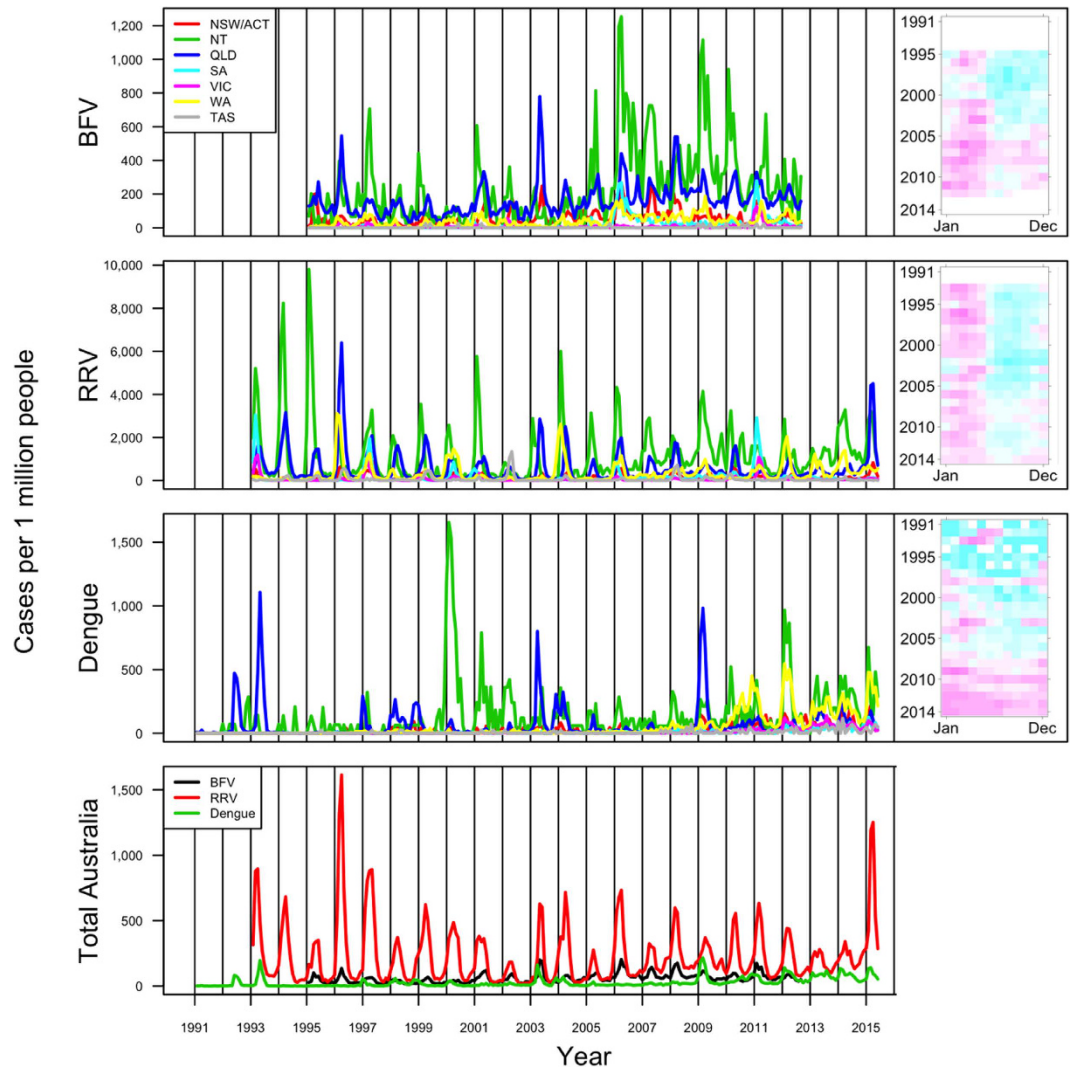 Cases per 1 million people
BFV
1,200
1,000
800
600
400
200
0
NSW/ACT
NT
QLD
SA
VIC
WA
TAS
1991
1995
2000
2005
2010
2014
Jan Dec
RRV
10,000
8,000
6,000
4,000
2,000
0
1991
1995
2000
2005
2010
2014
Jan Dec
Dengue
1,500
1,000
500
0
1991
1995
2000
2005
2010
2014
Jan Dec
Total Australia
1,500
1,000
500
0
BFV
RRV
Dengue
1991 1993 1995 1997 1999 2001 2003 2005 2007 2009 2011 2013 2015
Year